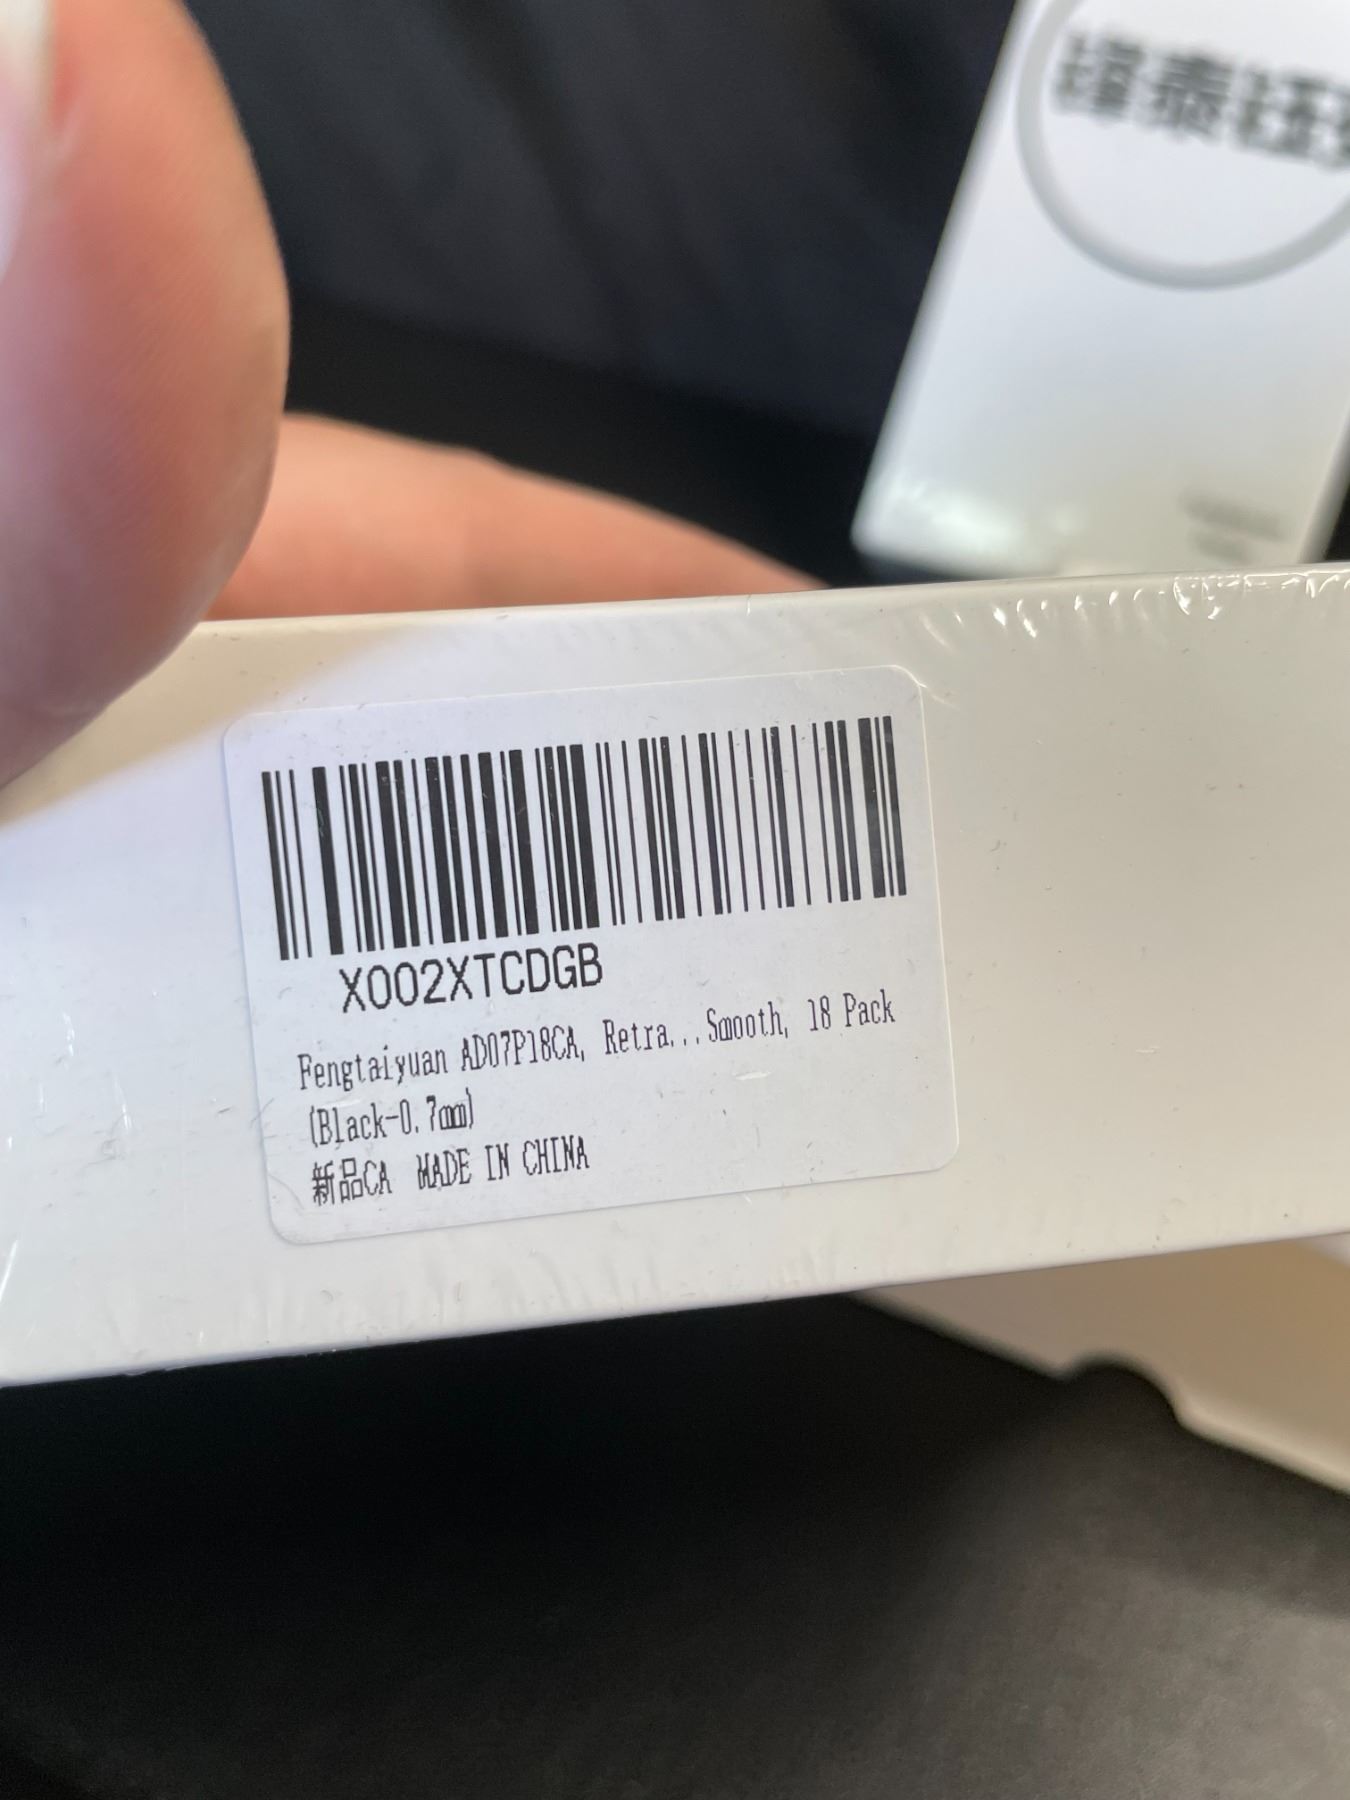 X002XTCDGB
Fengtaiyuan AD07P18CA, Retra...Smooth, 18 Pack
(Black-0.7mm)
新品CA MADE IN CHINA